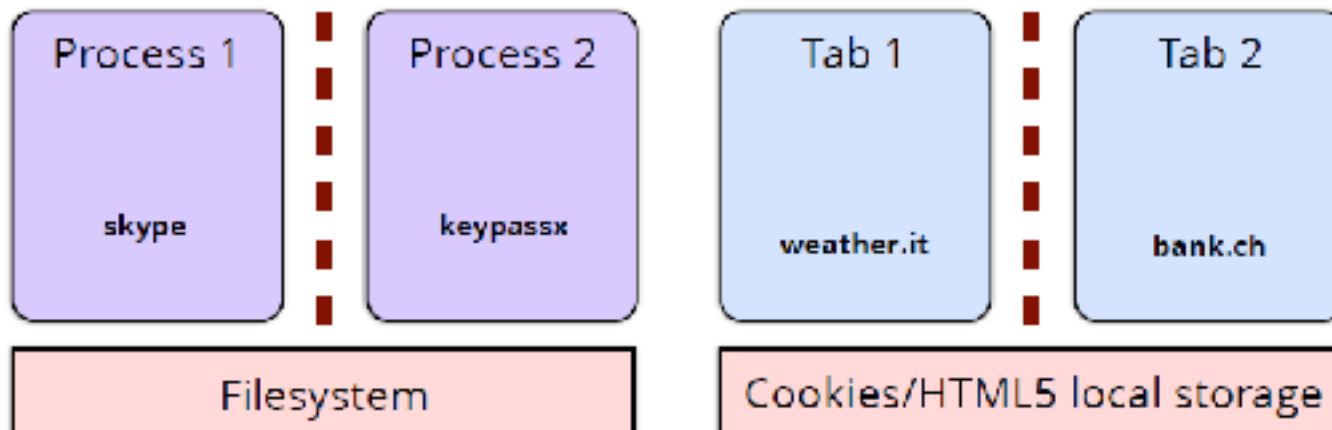 Process 1
Process 2
Tab 1
Tab 2
skype
keypassx
weather.it
bank.ch
Filesystem
Cookies/HTML5 local storage